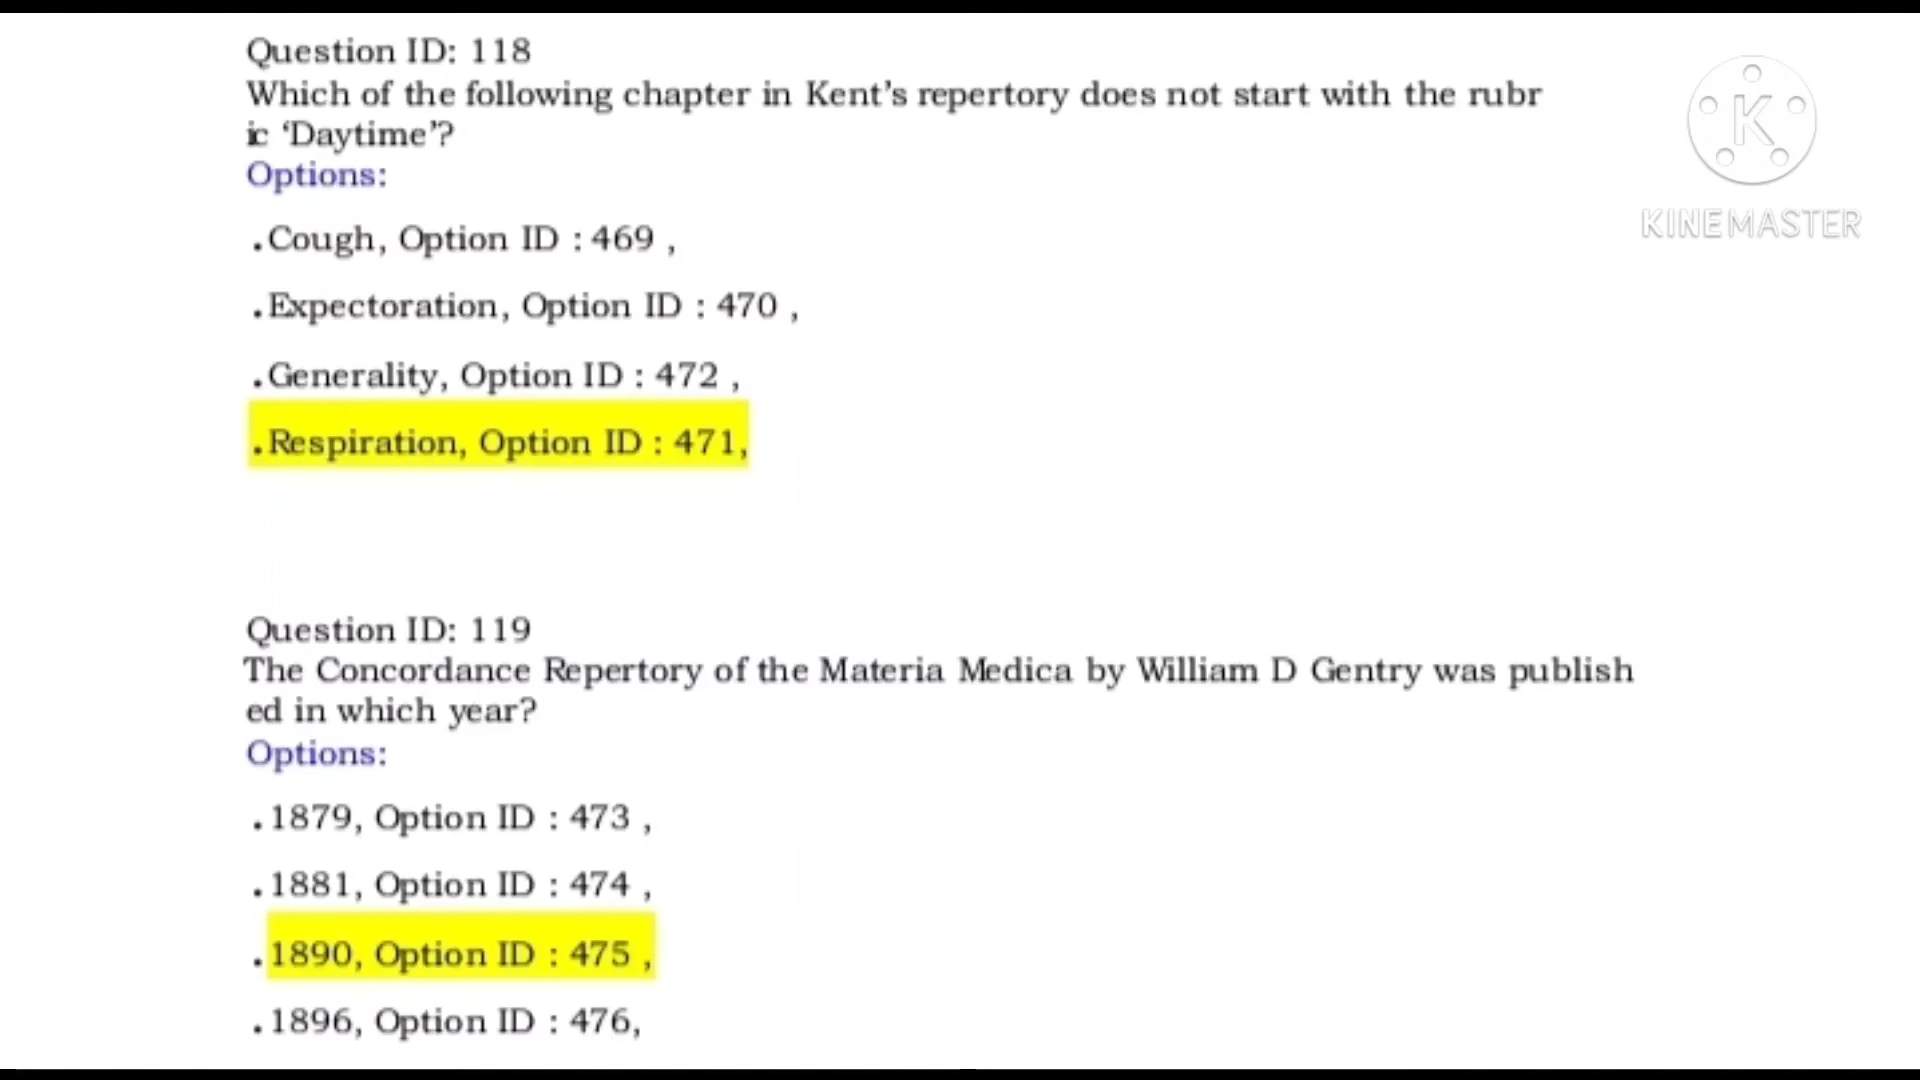 Question ID: 118
Which of the following chapter in Kent's repertory does not start with the rubr
ic 'Daytime'?
Options:
.Cough, Option ID : 469 ,
.Expectoration, Option ID : 470 ,
.Generality, Option ID : 472 ,
.Respiration, Option ID : 471,
K
KINEMASTER
Question ID: 119
The Concordance Repertory of the Materia Medica by William D Gentry was publish
ed in which year?
Options:
.1879, Option ID : 473 ,
.1881, Option ID : 474 ,
.1890, Option ID : 475 ,
.1896, Option ID : 476,